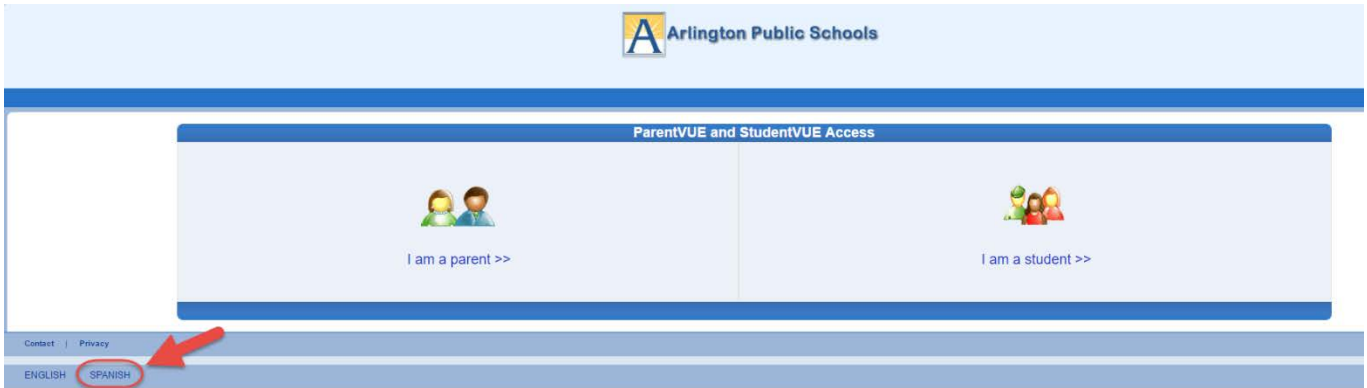 Arlington Public Schools
ParentVUE and StudentVUE Access
I am a parent >>
I am a student >>
Contact | Privacy
ENGLISH SPANISH